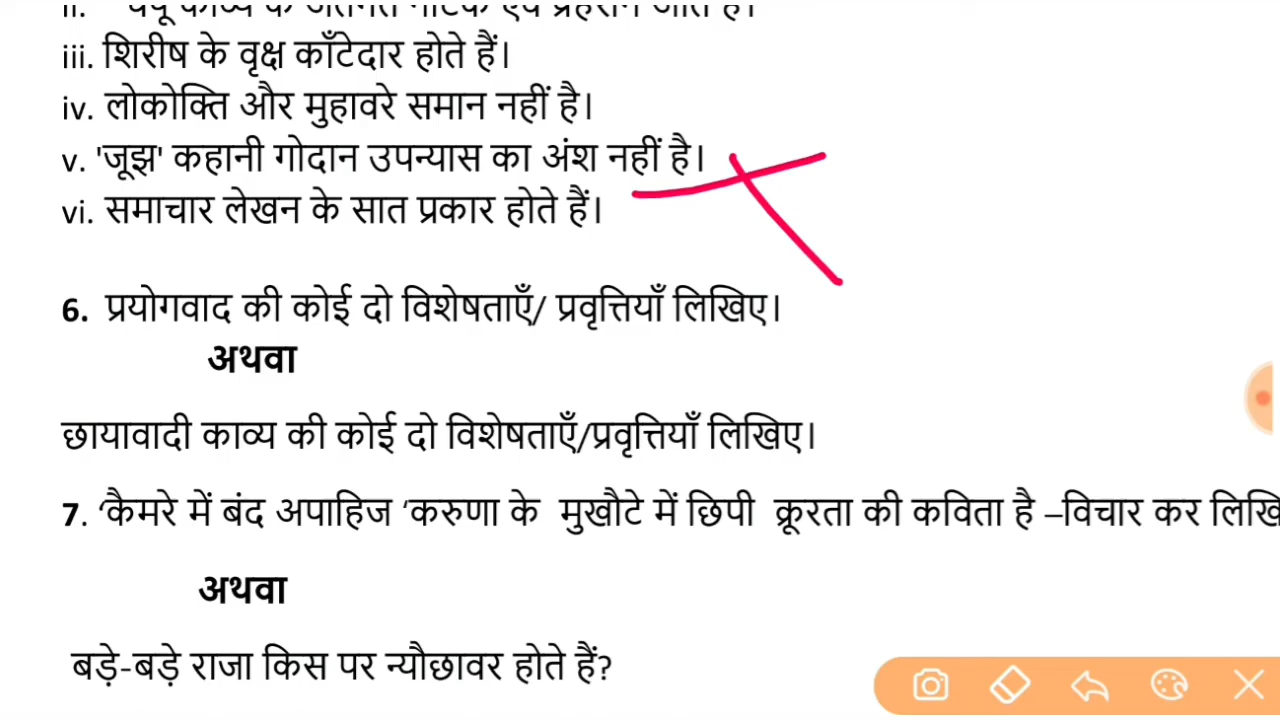 iii. शिरीष के वृक्ष काँटेदार होते हैं।
iv. लोकोक्ति और मुहावरे समान नहीं है।
v. 'जूझ' कहानी गोदान उपन्यास का अंश नहीं है।
vi. समाचार लेखन के सात प्रकार होते हैं।
6. प्रयोगवाद की कोई दो विशेषताएँ/ प्रवृत्तियाँ लिखिए।
अथवा
छायावादी काव्य की कोई दो विशेषताएँ/प्रवृत्तियाँ लिखिए।
7. ‘कैमरे में बंद अपाहिज ‘करुणा के मुखौटे में छिपी क्रूरता की कविता है –विचार कर
अथवा
बड़े-बड़े राजा किस पर न्यौछावर होते हैं?